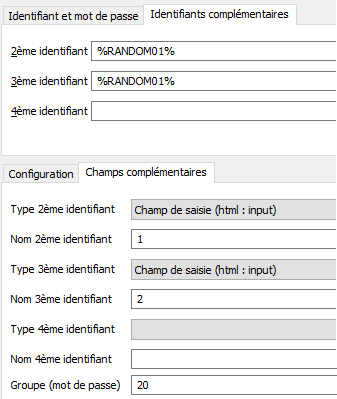 Identifiant et mot de passe Identifiants complémentaires
2ème identifiant %RANDOM01%
3ème identifiant %RANDOM01%
4ème identifiant
Configuration Champs complémentaires
Type 2ème identifiant Champ de saisie (html : input)
Nom 2ème identifiant 1
Type 3ème identifiant Champ de saisie (html : input)
Nom 3ème identifiant 2
Type 4ème identifiant
Nom 4ème identifiant
Groupe (mot de passe) 20